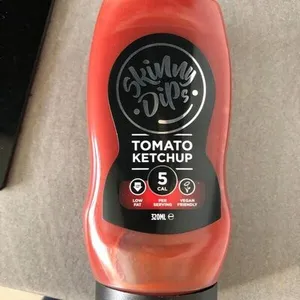 Skinny
Dips
TOMATO
KETCHUP
5
CAL
LOW
FAT
PER
SERVING
VEGAN
FRIENDLY
320ML e